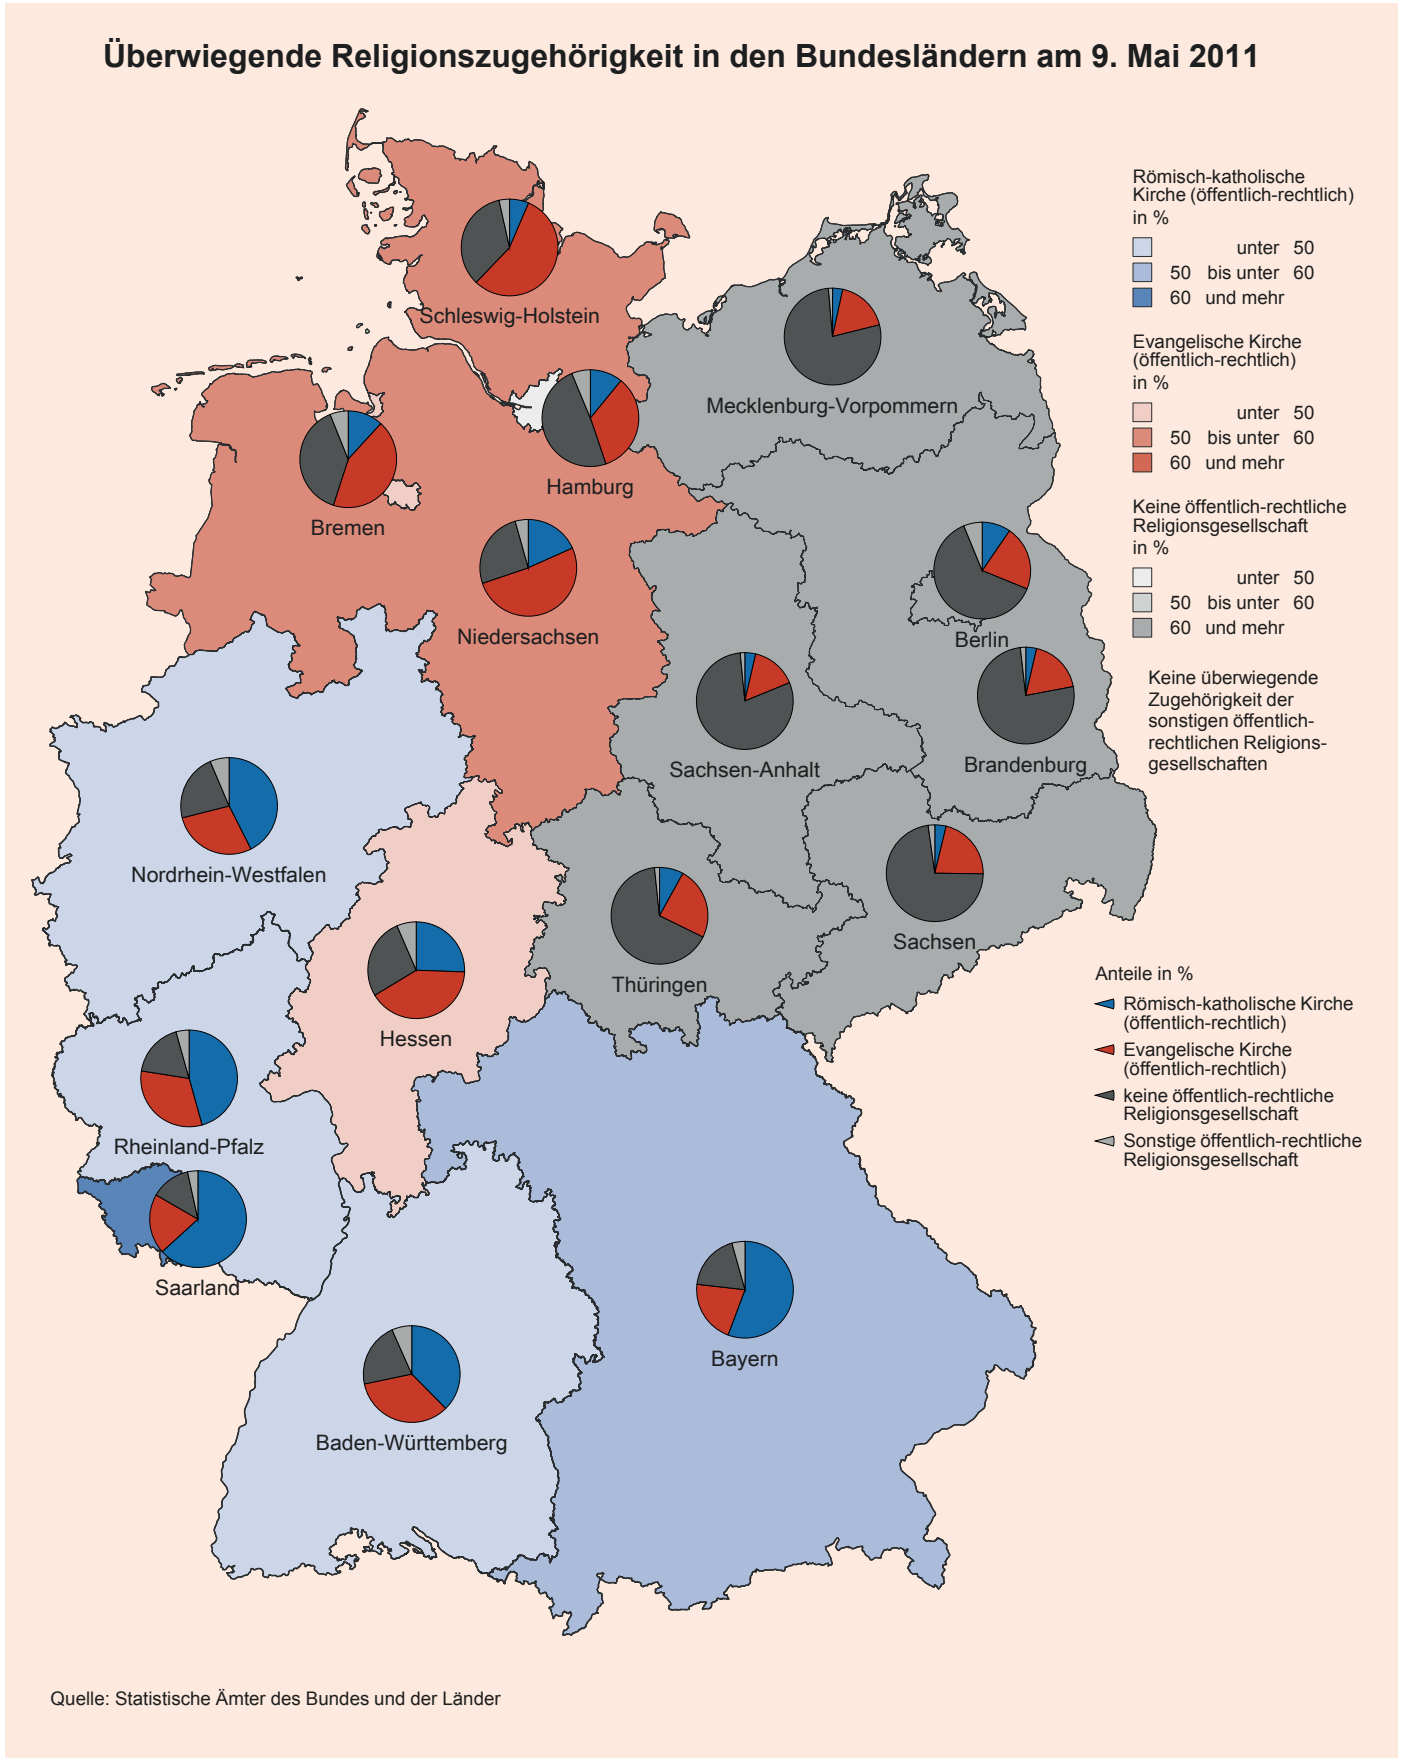 Überwiegende Religionszugehörigkeit in den Bundesländern am 9. Mai 2011
Römisch-katholische
Kirche (öffentlich-rechtlich)
in %
unter 50
50 bis unter 60
60 und mehr
Evangelische Kirche
(öffentlich-rechtlich)
in %
unter 50
50 bis unter 60
60 und mehr
Keine öffentlich-rechtliche
Religionsgesellschaft
in %
unter 50
50 bis unter 60
60 und mehr
Keine überwiegende
Zugehörigkeit der
sonstigen öffentlich-
rechtlichen Religions-
gesellschaften
Schleswig-Holstein
Mecklenburg-Vorpommern
Hamburg
Bremen
Niedersachsen
Berlin
Sachsen-Anhalt
Brandenburg
Nordrhein-Westfalen
Sachsen
Thüringen
Hessen
Rheinland-Pfalz
Saarland
Bayern
Baden-Württemberg
Anteile in %
Römisch-katholische Kirche
(öffentlich-rechtlich)
Evangelische Kirche
(öffentlich-rechtlich)
keine öffentlich-rechtliche
Religionsgesellschaft
Sonstige öffentlich-rechtliche
Religionsgesellschaft
Quelle: Statistische Ämter des Bundes und der Länder